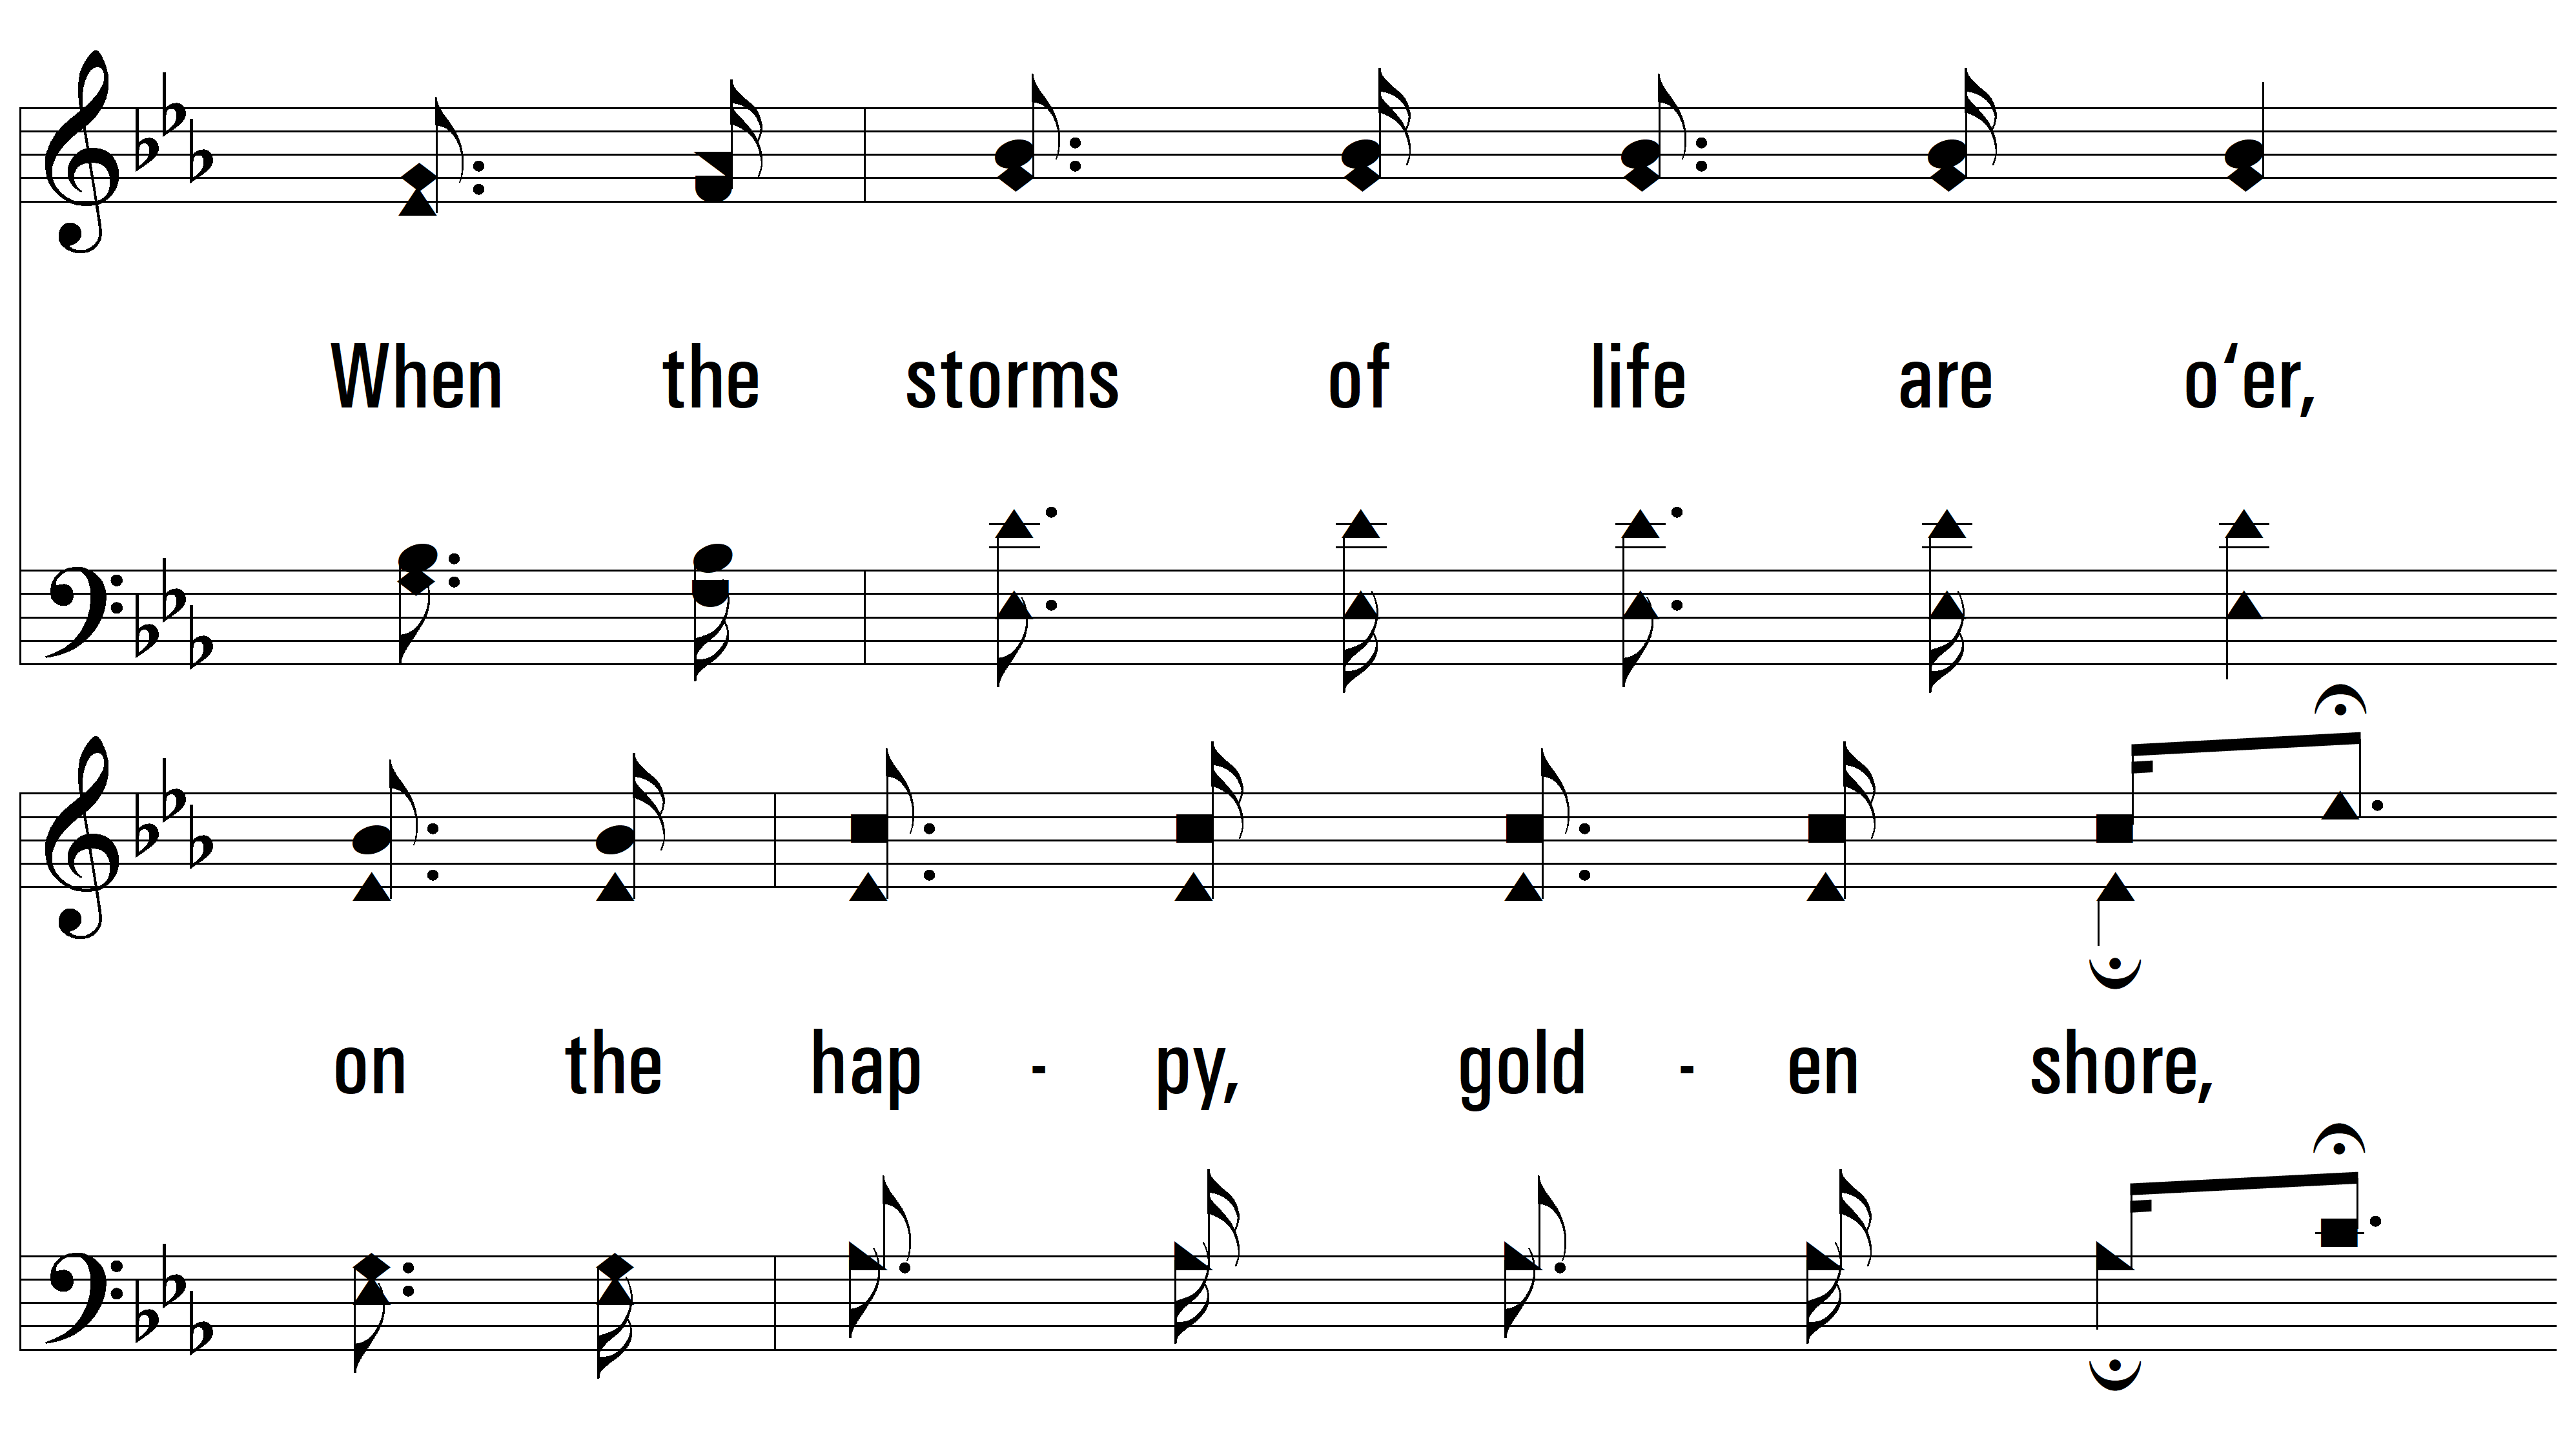 When the storms of life are o‘er,
on the hap - py, gold - en shore,